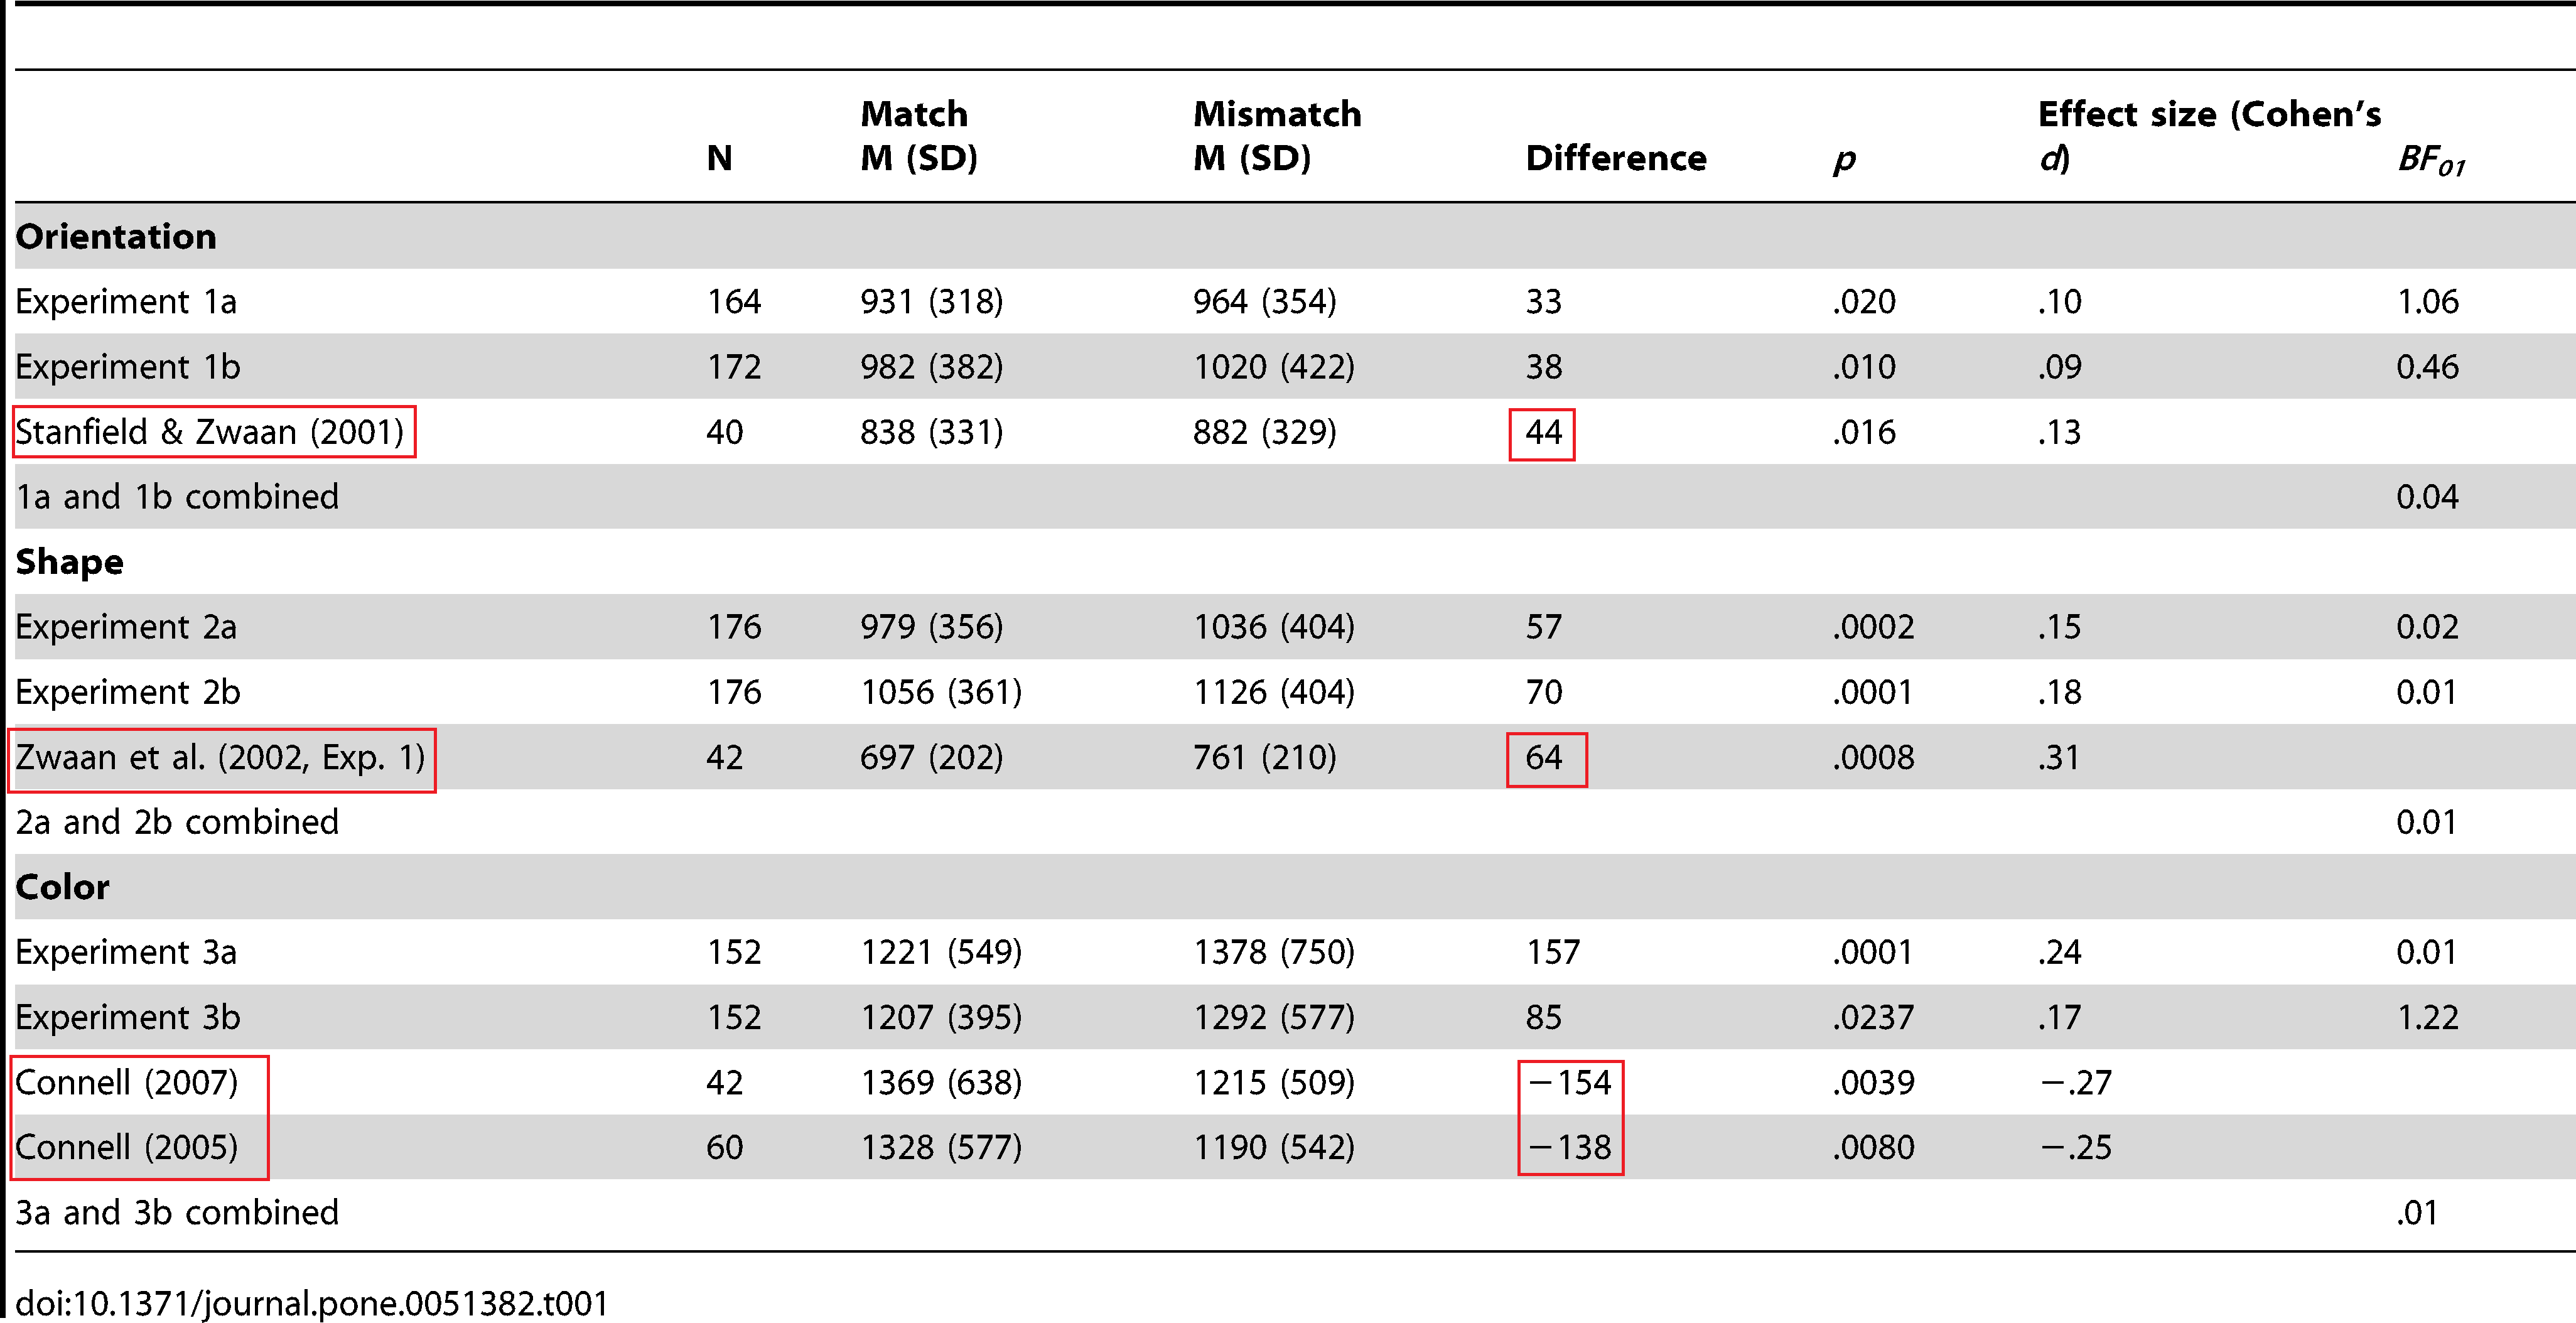 N Match M (SD) Mismatch M (SD) Difference p Effect size (Cohen's d) BF01
Orientation
Experiment 1a 164 931 (318) 964 (354) 33 .020 .10 1.06
Experiment 1b 172 982 (382) 1020 (422) 38 .010 .09 0.46
Stanfield & Zwaan (2001) 40 838 (331) 882 (329) 44 .016 .13
1a and 1b combined 0.04
Shape
Experiment 2a 176 979 (356) 1036 (404) 57 .0002 .15 0.02
Experiment 2b 176 1056 (361) 1126 (404) 70 .0001 .18 0.01
Zwaan et al. (2002, Exp. 1) 42 697 (202) 761 (210) 64 .0008 .31
2a and 2b combined 0.01
Color
Experiment 3a 152 1221 (549) 1378 (750) 157 .0001 .24 0.01
Experiment 3b 152 1207 (395) 1292 (577) 85 .0237 .17 1.22
Connell (2007) 42 1369 (638) 1215 (509) −154 .0039 −.27
Connell (2005) 60 1328 (577) 1190 (542) −138 .0080 −.25
3a and 3b combined .01
doi:10.1371/journal.pone.0051382.t001